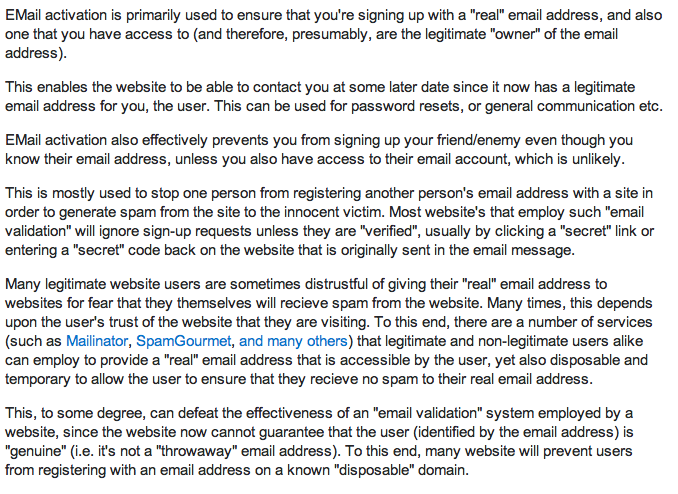 EMail activation is primarily used to ensure that you're signing up with a "real" email address, and also
one that you have access to (and therefore, presumably, are the legitimate "owner" of the email
address).
This enables the website to be able to contact you at some later date since it now has a legitimate
email address for you, the user. This can be used for password resets, or general communication etc.
EMail activation also effectively prevents you from signing up your friend/enemy even though you
know their email address, unless you also have access to their email account, which is unlikely.
This is mostly used to stop one person from registering another person's email address with a site in
order to generate spam from the site to the innocent victim. Most website's that employ such "email
validation" will ignore sign-up requests unless they are "verified", usually by clicking a "secret" link or
entering a "secret" code back on the website that is originally sent in the email message.
Many legitimate website users are sometimes distrustful of giving their "real" email address to
websites for fear that they themselves will recieve spam from the website. Many times, this depends
upon the user's trust of the website that they are visiting. To this end, there are a number of services
(such as Mailinator, SpamGourmet, and many others) that legitimate and non-legitimate users alike
can employ to provide a "real" email address that is accessible by the user, yet also disposable and
temporary to allow the user to ensure that they recieve no spam to their real email address.
This, to some degree, can defeat the effectiveness of an "email validation" system employed by a
website, since the website now cannot guarantee that the user (identified by the email address) is
"genuine" (i.e. it's not a "throwaway" email address). To this end, many website will prevent users
from registering with an email address on a known "disposable" domain.